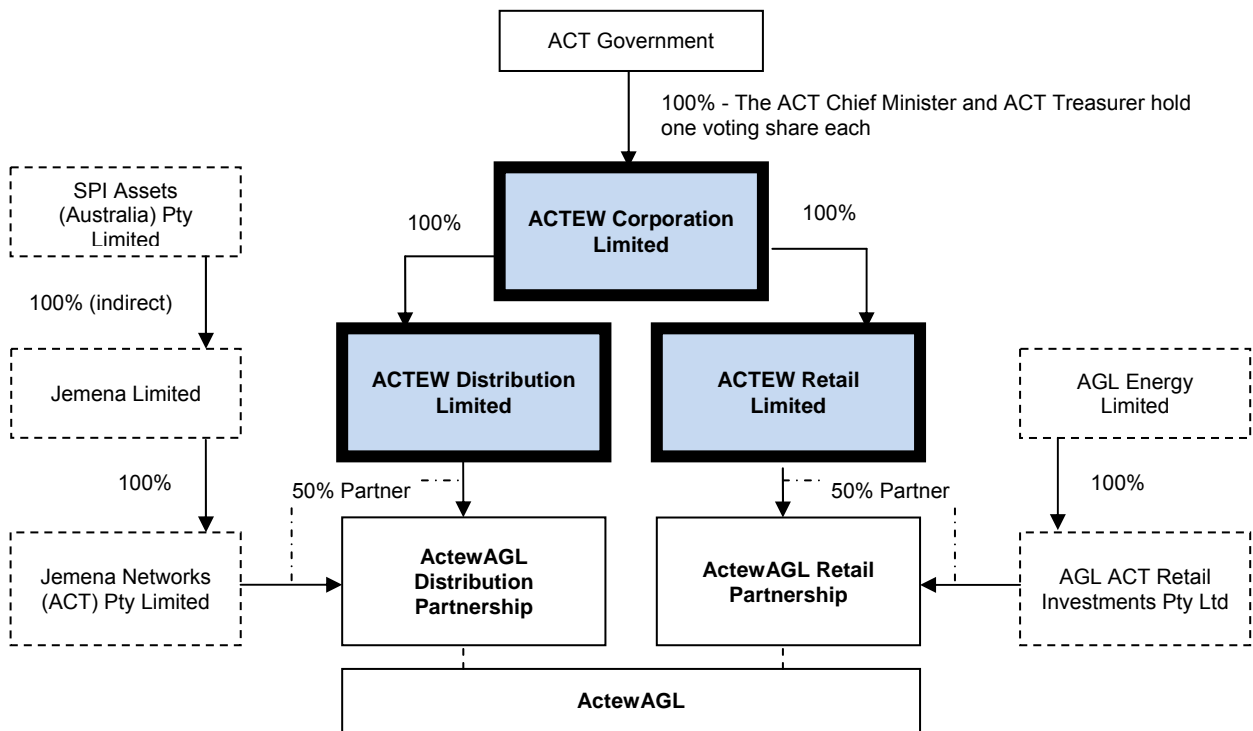 ACT Government
100% - The ACT Chief Minister and ACT Treasurer hold
one voting share each
SPI Assets
(Australia) Pty
Limited
100%
ACTEW Corporation
Limited
100%
100% (indirect)
Jemena Limited
ACTEW Distribution
Limited
ACTEW Retail
Limited
AGL Energy
Limited
100%
50% Partner
50% Partner
100%
Jemena Networks
(ACT) Pty Limited
ActewAGL
Distribution
Partnership
ActewAGL Retail
Partnership
AGL ACT Retail
Investments Pty Ltd
ActewAGL